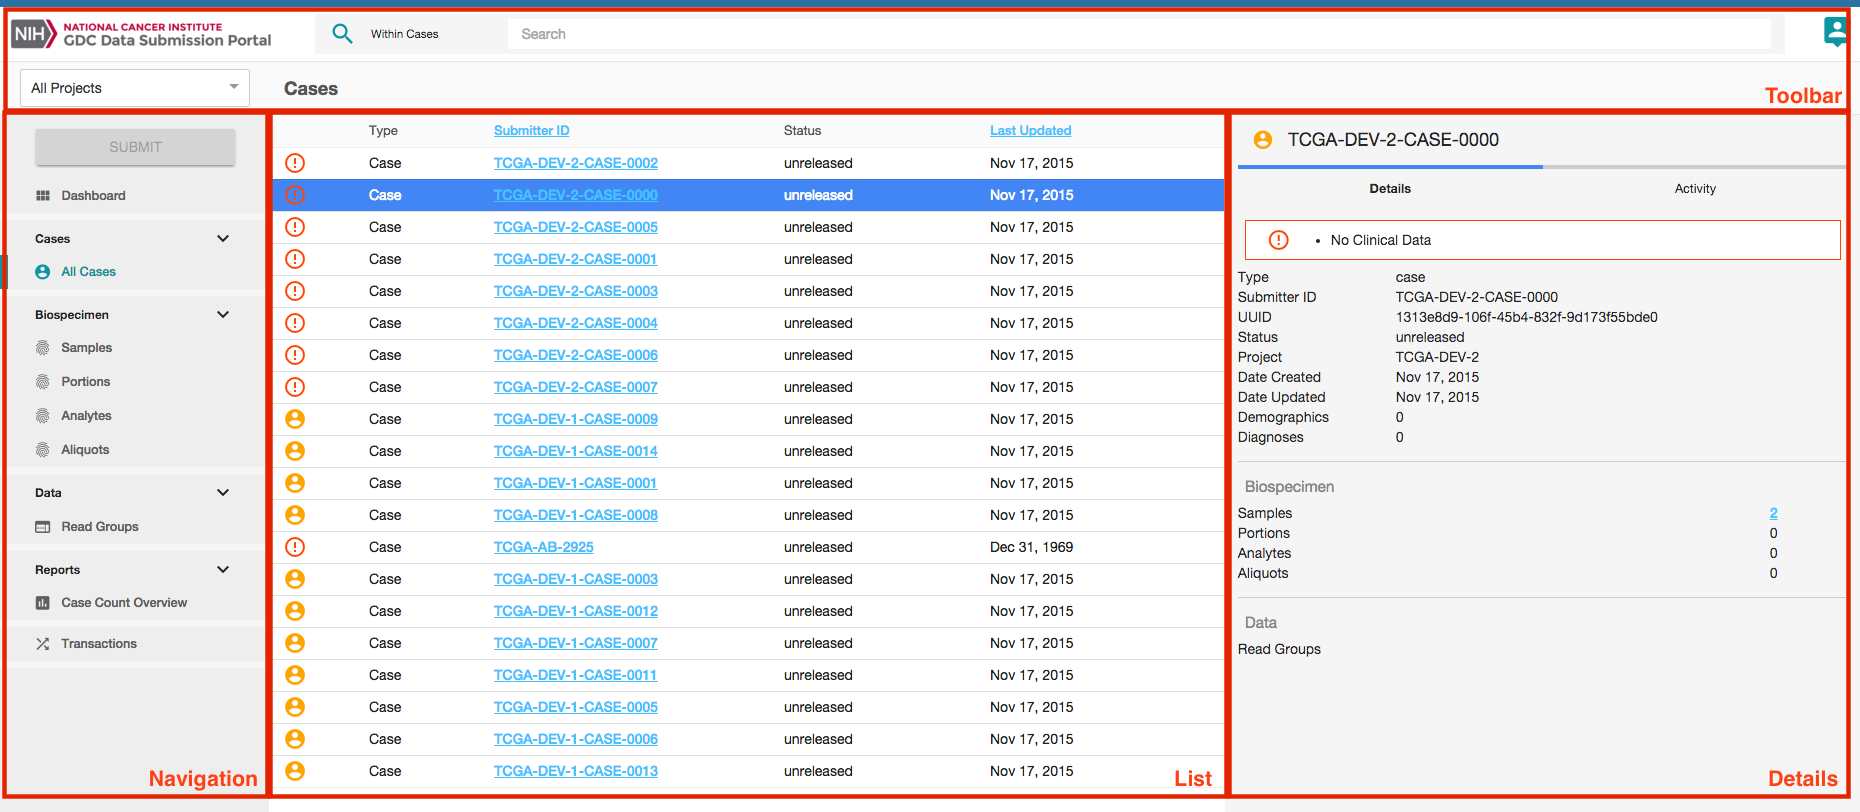 NIH NATIONAL CANCER INSTITUTE
GDC Data Submission Portal
Within Cases
Search
All Projects
Cases
Toolbar
SUBMIT
Dashboard
Cases
All Cases
Biospecimen
Samples
Portions
Analytes
Aliquots
Data
Read Groups
Reports
Case Count Overview
Transactions
Navigation
Type Submitter ID Status Last Updated
Case TCGA-DEV-2-CASE-0002 unreleased Nov 17, 2015
Case TCGA-DEV-2-CASE-0000 unreleased Nov 17, 2015
Case TCGA-DEV-2-CASE-0005 unreleased Nov 17, 2015
Case TCGA-DEV-2-CASE-0001 unreleased Nov 17, 2015
Case TCGA-DEV-2-CASE-0003 unreleased Nov 17, 2015
Case TCGA-DEV-2-CASE-0004 unreleased Nov 17, 2015
Case TCGA-DEV-2-CASE-0006 unreleased Nov 17, 2015
Case TCGA-DEV-2-CASE-0007 unreleased Nov 17, 2015
Case TCGA-DEV-1-CASE-0009 unreleased Nov 17, 2015
Case TCGA-DEV-1-CASE-0014 unreleased Nov 17, 2015
Case TCGA-DEV-1-CASE-0001 unreleased Nov 17, 2015
Case TCGA-DEV-1-CASE-0008 unreleased Nov 17, 2015
Case TCGA-AB-2925 unreleased Dec 31, 1969
Case TCGA-DEV-1-CASE-0003 unreleased Nov 17, 2015
Case TCGA-DEV-1-CASE-0012 unreleased Nov 17, 2015
Case TCGA-DEV-1-CASE-0007 unreleased Nov 17, 2015
Case TCGA-DEV-1-CASE-0011 unreleased Nov 17, 2015
Case TCGA-DEV-1-CASE-0005 unreleased Nov 17, 2015
Case TCGA-DEV-1-CASE-0006 unreleased Nov 17, 2015
Case TCGA-DEV-1-CASE-0013 unreleased Nov 17, 2015
List
TCGA-DEV-2-CASE-0000
Details Activity
• No Clinical Data
Type case
Submitter ID TCGA-DEV-2-CASE-0000
UUID 1313e8d9-106f-45b4-832f-9d173f55bde0
Status unreleased
Project TCGA-DEV-2
Date Created Nov 17, 2015
Date Updated Nov 17, 2015
Demographics 0
Diagnoses 0
Biospecimen
Samples 2
Portions 0
Analytes 0
Aliquots 0
Data
Read Groups
Details